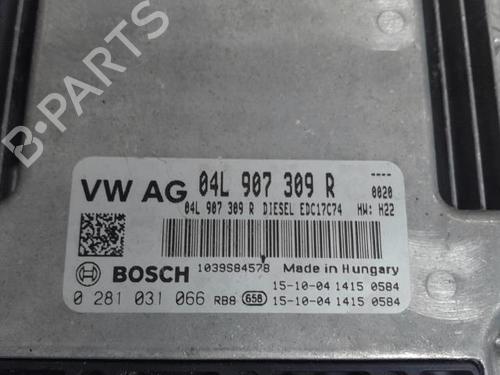 VW AG 04L 907 309 R ----
0020
04L 907 309 R DIESEL EDC17C74 HW: H22
BOSCH 1039S84578 Made in Hungary
15-10-04 1415 0584
0 281 031 066 RB8 658 15-10-04 1415 0584
B-PARTS